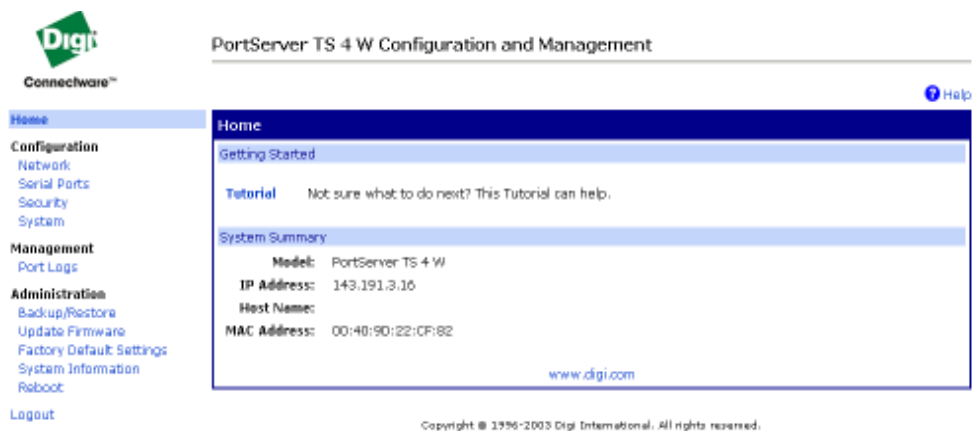 Digi
Connectware™
PortServer TS 4 W Configuration and Management
Help
Home
Configuration
Network
Serial Ports
Security
System
Management
Port Logs
Administration
Backup/Restore
Update Firmware
Factory Default Settings
System Information
Reboot
Logout
Home
Getting Started
Tutorial Not sure what to do next? This Tutorial can help.
System Summary
Model: PortServer TS 4 W
IP Address: 143.191.3.16
Host Name:
MAC Address: 00:40:9D:22:CF:82
www.digi.com
Copyright © 1996-2003 Digi International. All rights reserved.